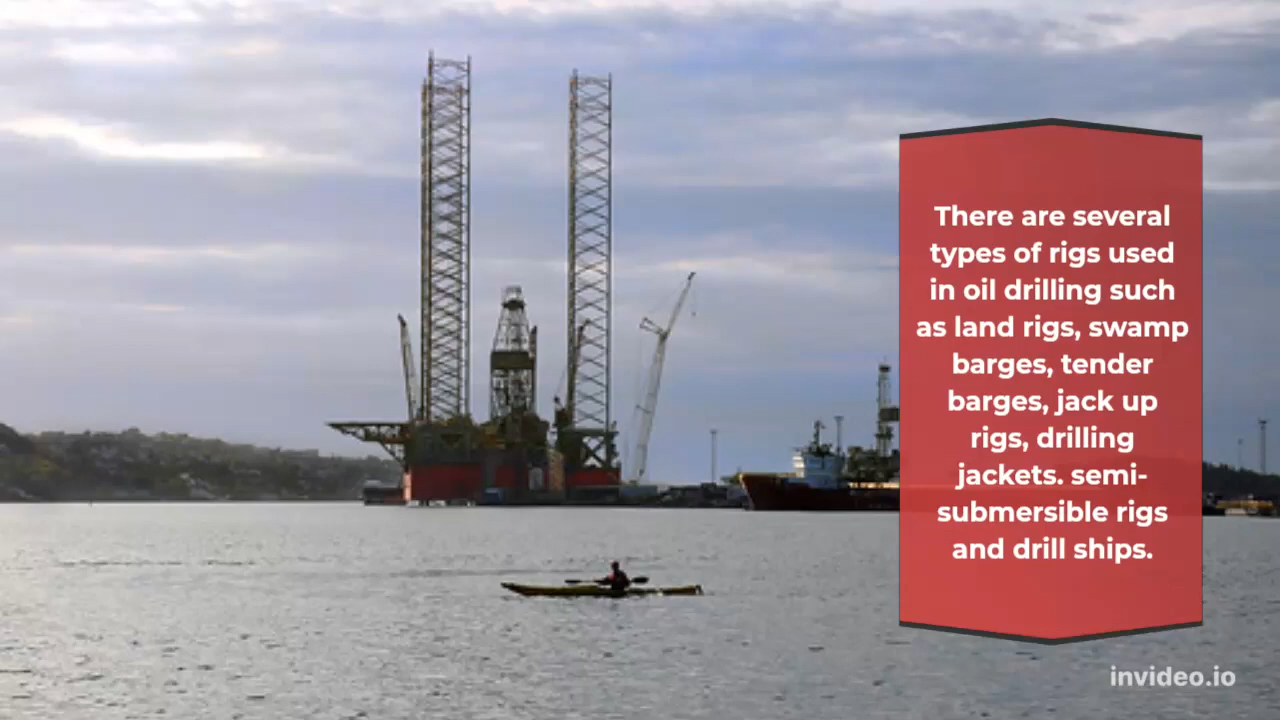 There are several
types of rigs used
in oil drilling such
as land rigs, swamp
barges, tender
barges, jack up
rigs, drilling
jackets. semi-
submersible rigs
and drill ships.
invideo.io